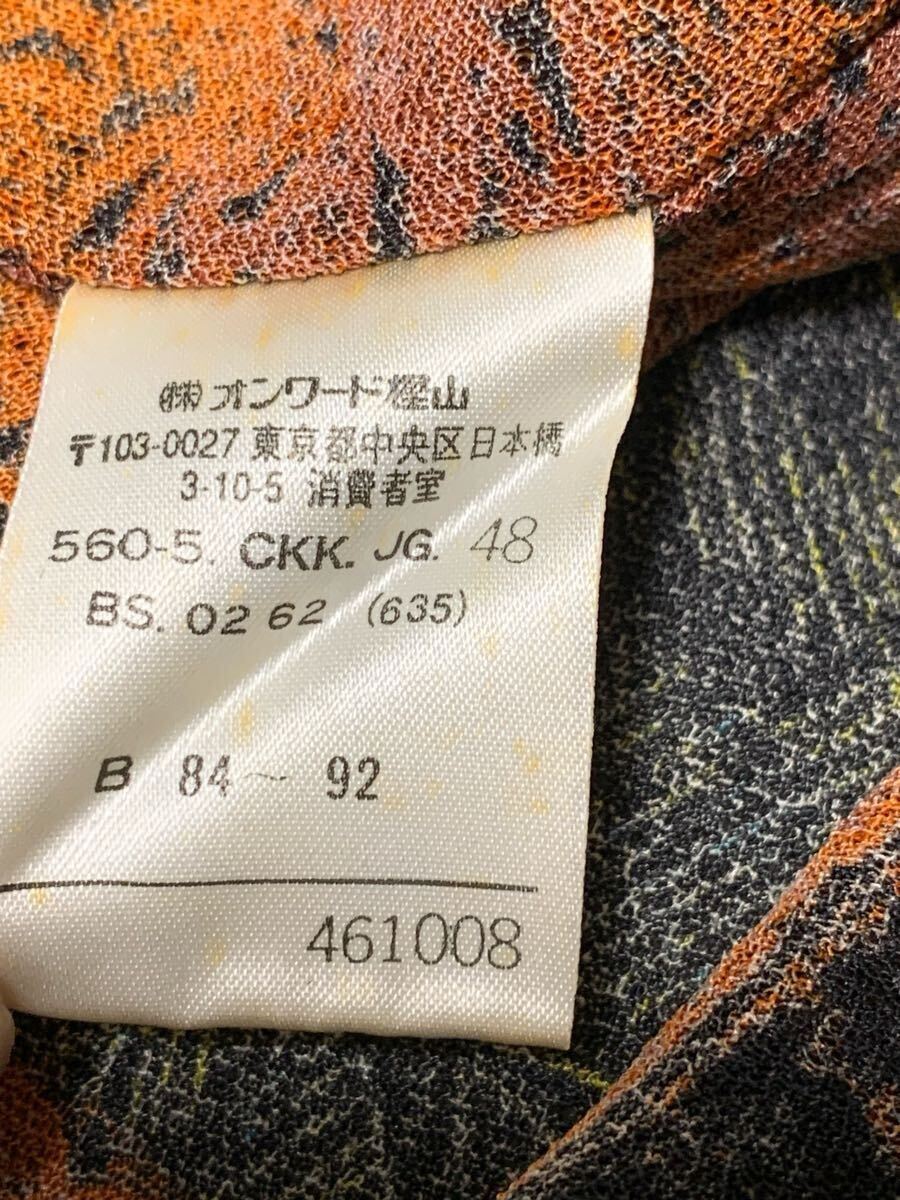 ㈱オンワード樫山
〒103-0027 東京都中央区日本橋
3-10-5 消費者室
560-5. CKK. JG. 48
BS. 02 62 (635)
B 84～ 92
461008